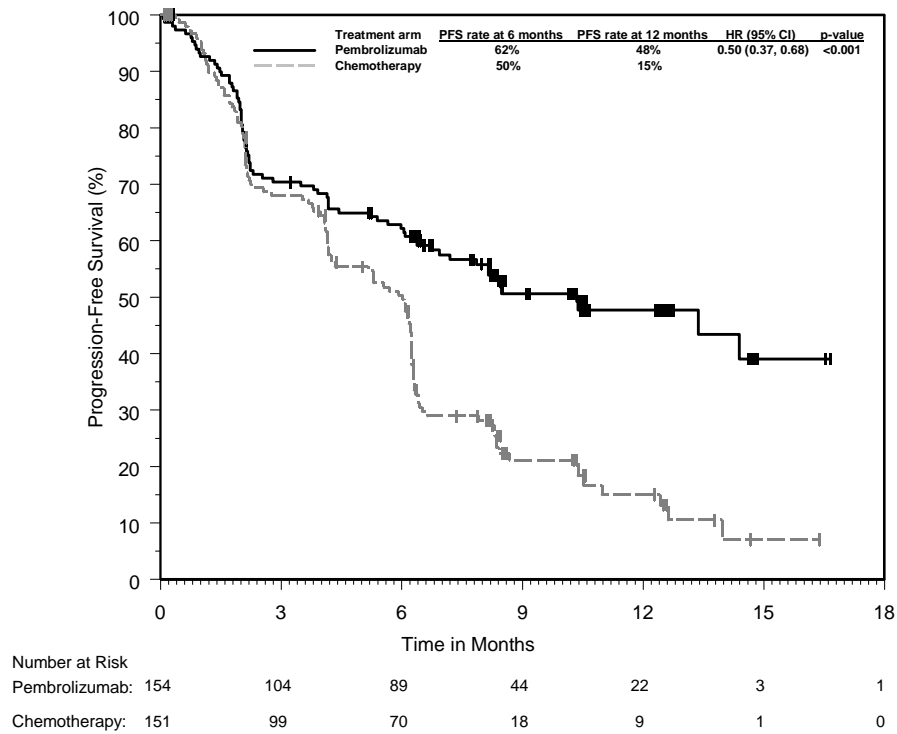 Treatment arm PFS rate at 6 months PFS rate at 12 months HR (95% CI) p-value
Pembrolizumab 62% 48% 0.50 (0.37, 0.68) <0.001
Chemotherapy 50% 15%
100
90
80
70
60
50
40
30
20
10
0
Progression-Free Survival (%)
0 3 6 9 12 15 18
Time in Months
Number at Risk
Pembrolizumab: 154 104 89 44 22 3 1
Chemotherapy: 151 99 70 18 9 1 0